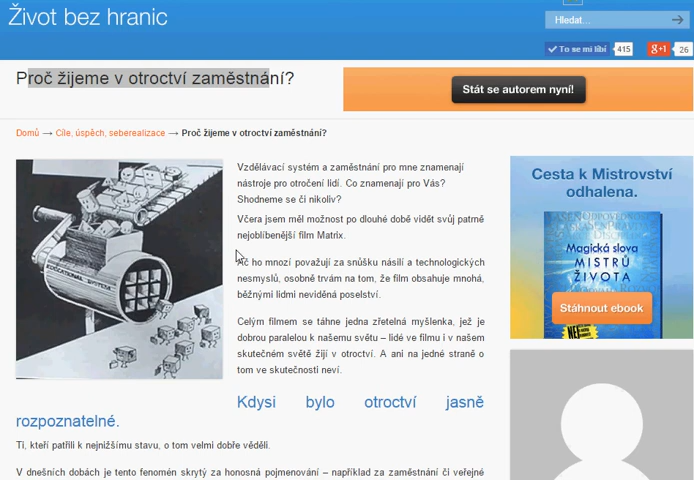 Život bez hranic
Hledat...
To se mi líbí 415
g+1 26
Proč žijeme v otroctví zaměstnání?
Stát se autorem nyní!
Domů → Cíle, úspěch, seberealizace → Proč žijeme v otroctví zaměstnání?
EDUCATIONAL SYSTEM
Vzdělávací systém a zaměstnání pro mne znamenají
nástroje pro otročení lidí. Co znamenají pro Vás?
Shodneme se či nikoliv?
Včera jsem měl možnost po dlouhé době vidět svůj patrně
nejoblíbenější film Matrix.
ho mnozí považují za snůšku násilí a technologických
nesmyslů, osobně trvám na tom, že film obsahuje mnohá,
běžnými lidmi neviděná poselství.
Celým filmem se táhne jedna zřetelná myšlenka, jež je
dobrou paralelou k našemu světu – lidé ve filmu i v našem
skutečném světě žijí v otroctví. A ani na jedné straně o
tom ve skutečnosti neví.
Kdysi bylo otroctví jasně
rozpoznatelné.
Ti, kteří patřili k nejnižšímu stavu, o tom velmi dobře věděli.
V dnešních dobách je tento fenomén skrytý za honosná pojmenování – například za zaměstnání či veřejné
Cesta k Mistrovství
odhalena.
Magická slova
MISTRŮ
ŽIVOTA
Stáhnout ebook